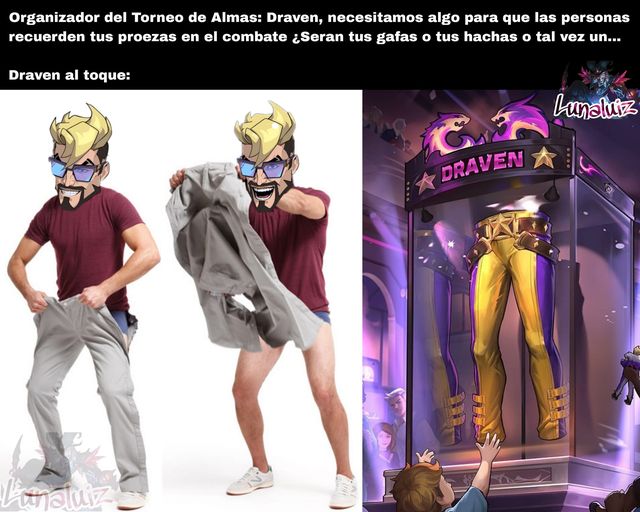 Organizador del Torneo de Almas: Draven, necesitamos algo para que las personas
recuerden tus proezas en el combate ¿Seran tus gafas o tus hachas o tal vez un...
Draven al toque:
Lunaluiz
DRAVEN
Lunaluiz